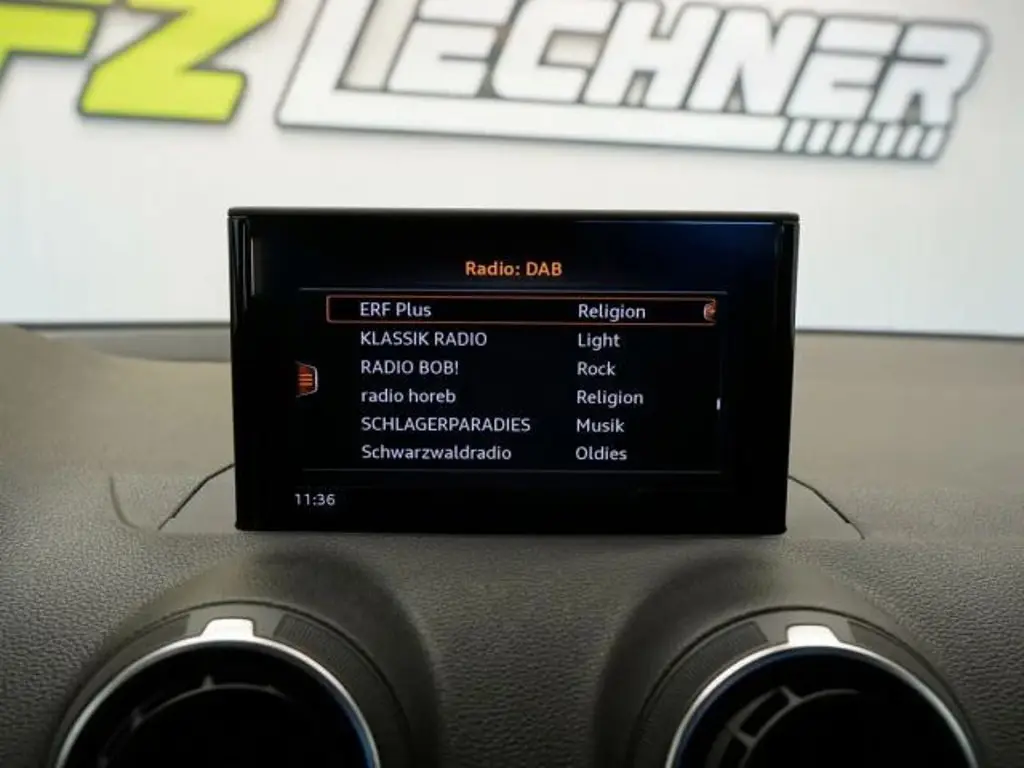 FZ LECHNER
Radio: DAB
ERF Plus Religion
KLASSIK RADIO Light
RADIO BOB! Rock
radio horeb Religion
SCHLAGERPARADIES Musik
Schwarzwaldradio Oldies
11:36